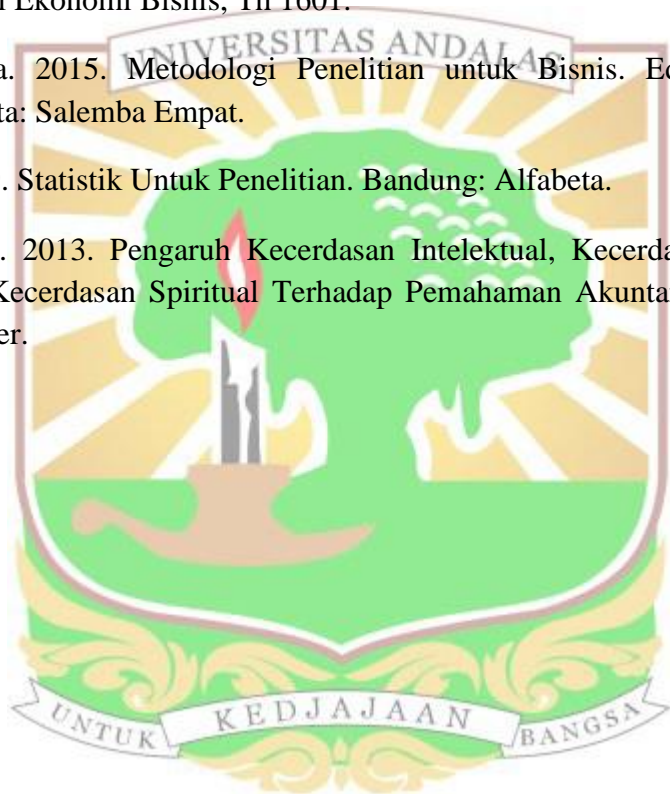 Ekonomi Bisnis, Th 1601.
UNIVERSITAS ANDALAS
a. 2015. Metodologi Penelitian untuk Bisnis. Ed
ta: Salemba Empat.
. Statistik Untuk Penelitian. Bandung: Alfabeta.
. 2013. Pengaruh Kecerdasan Intelektual, Kecerda
Kecerdasan Spiritual Terhadap Pemahaman Akunta
er.
UNTUK KEDJAJAAN BANGSA